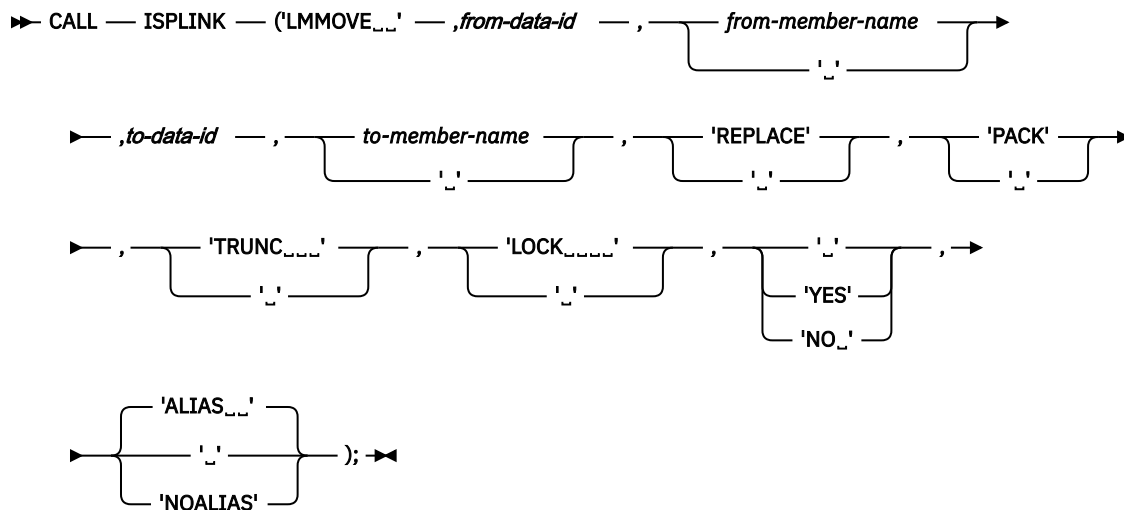 CALL ISPLINK ('LMMOVE␣␣' ,from-data-id , from-member-name
'␣'
,to-data-id , to-member-name , 'REPLACE' , 'PACK'
'␣' '␣' '␣'
, 'TRUNC␣␣␣' , 'LOCK␣␣␣␣' , '␣' ,
'␣' '␣' 'YES'
'NO␣'
'ALIAS␣␣'
'␣' );
'NOALIAS'